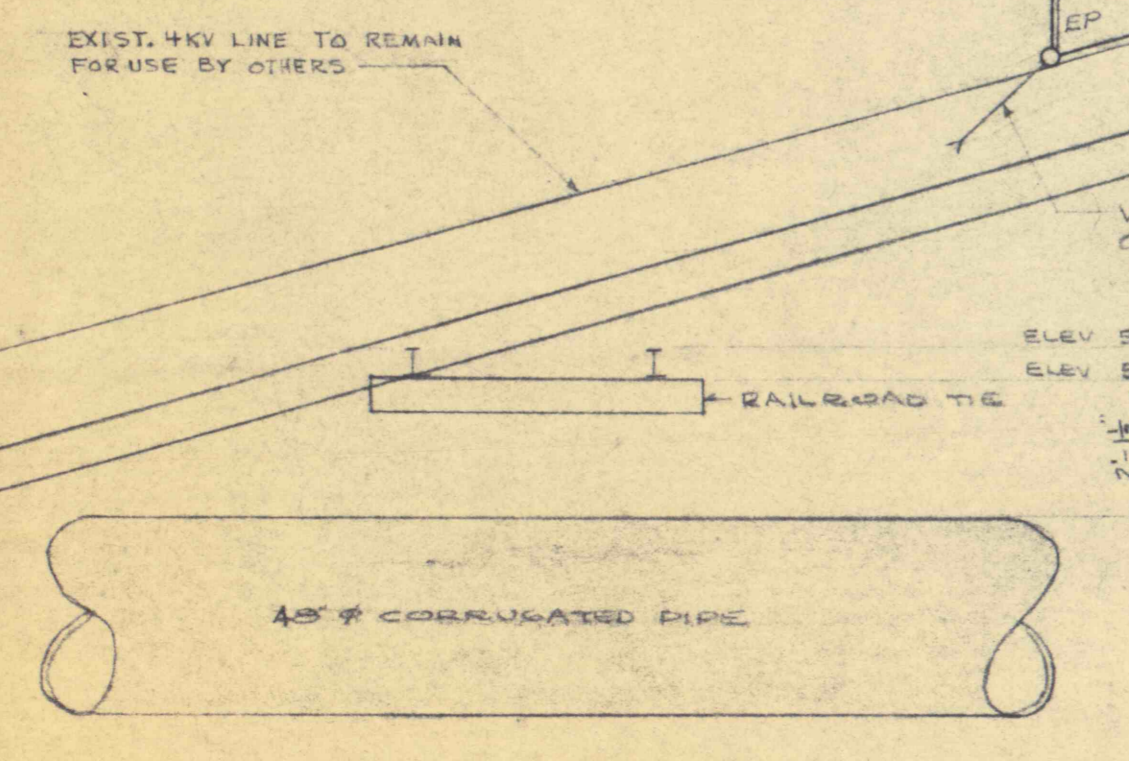 EXIST. 4KV LINE TO REMAIN
FOR USE BY OTHERS
EP
ELEV
ELEV
RAILROAD TIE
48" ⌀ CORRUGATED PIPE